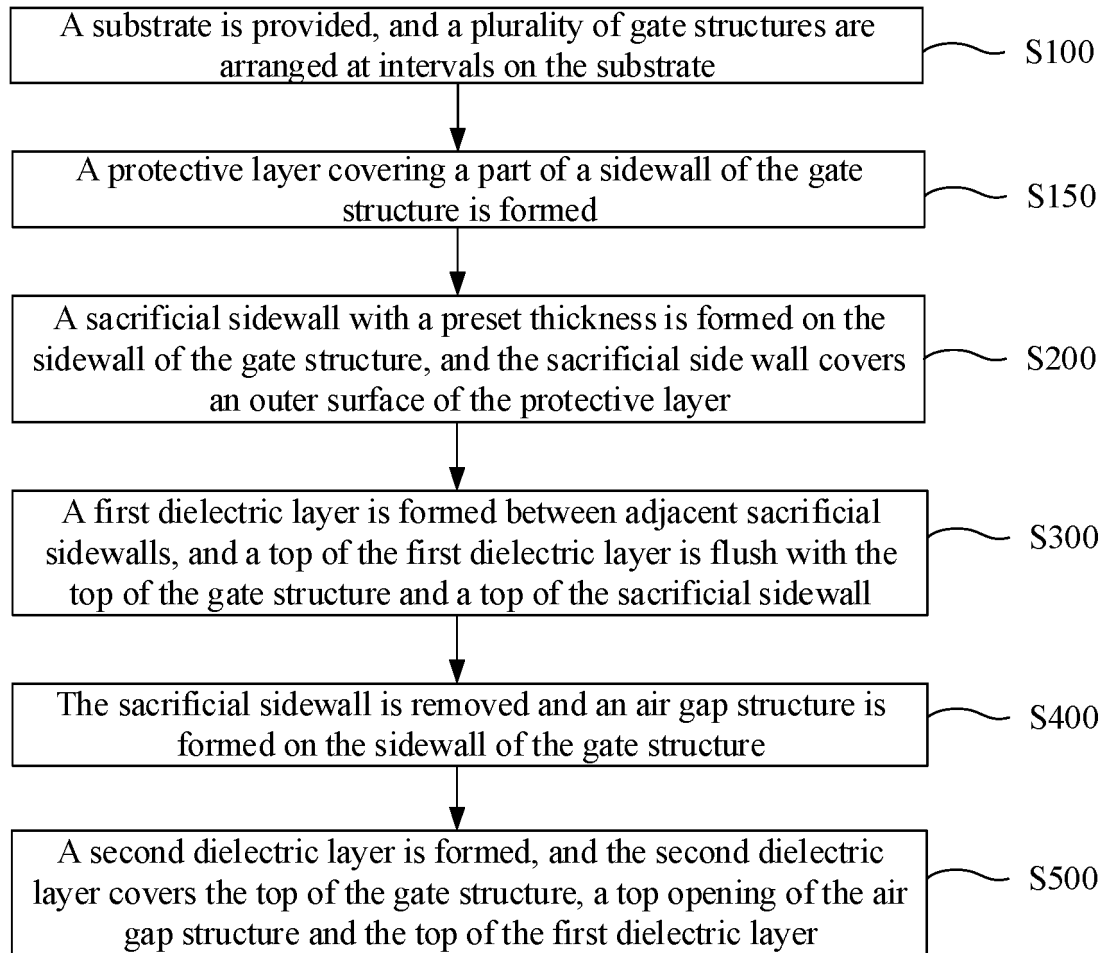 A substrate is provided, and a plurality of gate structures are
arranged at intervals on the substrate
S100
A protective layer covering a part of a sidewall of the gate
structure is formed
S150
A sacrificial sidewall with a preset thickness is formed on the
sidewall of the gate structure, and the sacrificial side wall covers
an outer surface of the protective layer
S200
A first dielectric layer is formed between adjacent sacrificial
sidewalls, and a top of the first dielectric layer is flush with the
top of the gate structure and a top of the sacrificial sidewall
S300
The sacrificial sidewall is removed and an air gap structure is
formed on the sidewall of the gate structure
S400
A second dielectric layer is formed, and the second dielectric
layer covers the top of the gate structure, a top opening of the air
gap structure and the top of the first dielectric layer
S500